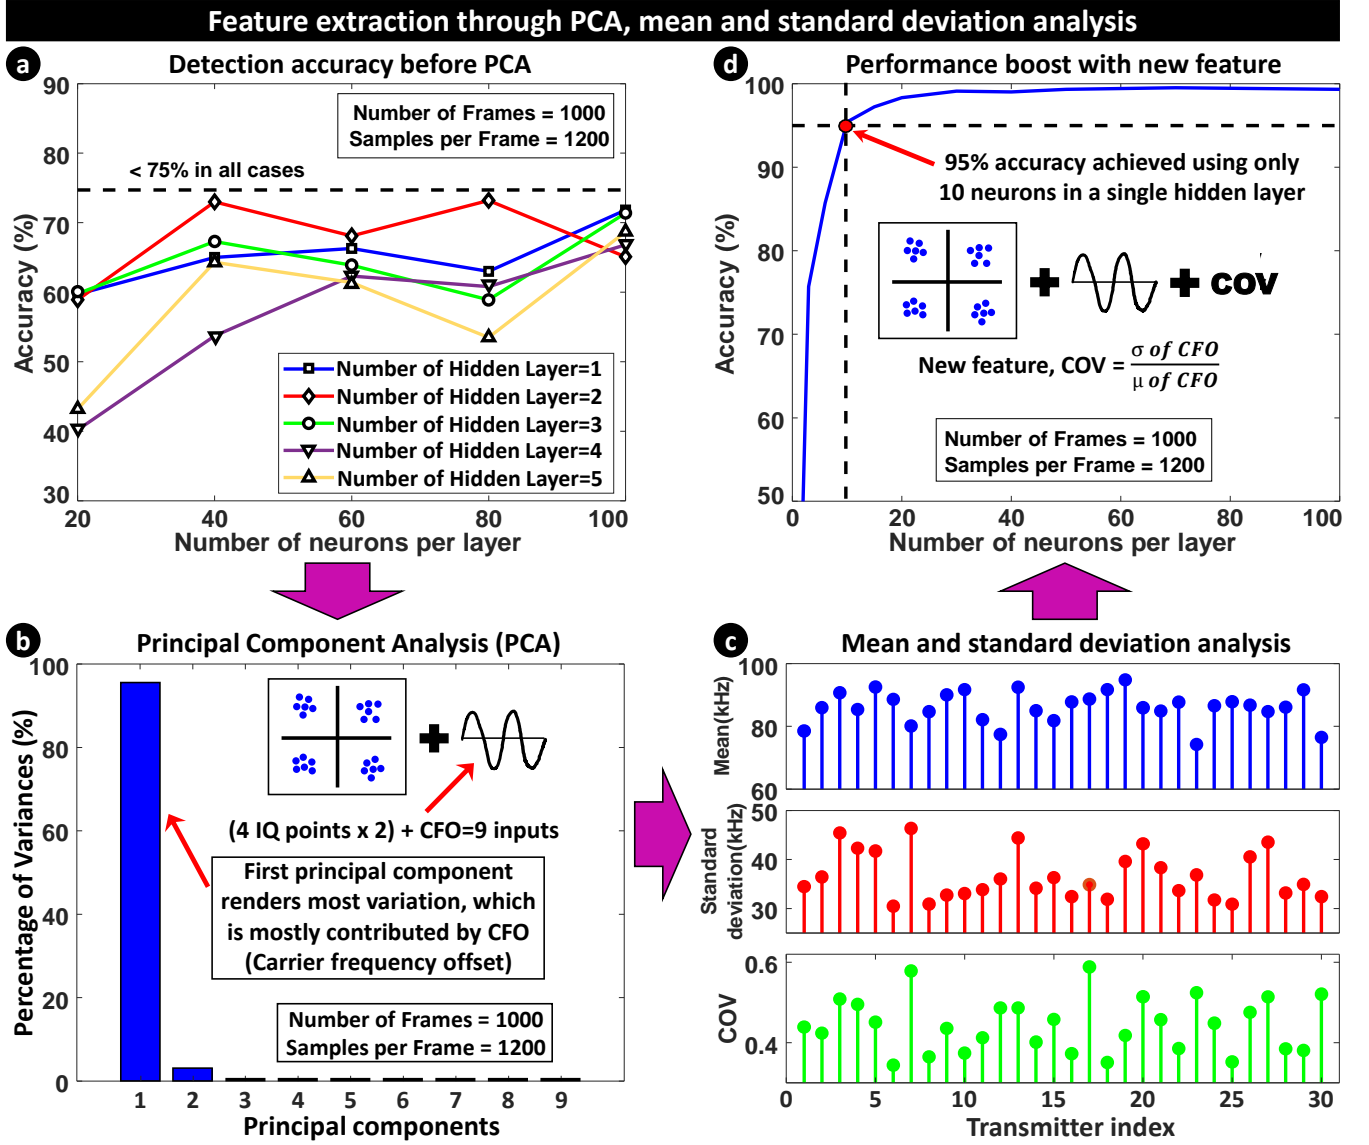 Feature extraction through PCA, mean and standard deviation analysis
a
Detection accuracy before PCA
90
80
70
60
50
40
30
Accuracy (%)
Number of Frames = 1000
Samples per Frame = 1200
< 75% in all cases
Number of Hidden Layer=1
Number of Hidden Layer=2
Number of Hidden Layer=3
Number of Hidden Layer=4
Number of Hidden Layer=5
20 40 60 80 100
Number of neurons per layer
d
Performance boost with new feature
100
90
80
70
60
50
Accuracy (%)
95% accuracy achieved using only
10 neurons in a single hidden layer
COV
New feature, COV = σ of CFO / μ of CFO
Number of Frames = 1000
Samples per Frame = 1200
0 20 40 60 80 100
Number of neurons per layer
b
Principal Component Analysis (PCA)
100
80
60
40
20
0
Percentage of Variances (%)
(4 IQ points x 2) + CFO=9 inputs
First principal component
renders most variation, which
is mostly contributed by CFO
(Carrier frequency offset)
Number of Frames = 1000
Samples per Frame = 1200
1 2 3 4 5 6 7 8 9
Principal components
c
Mean and standard deviation analysis
100
80
60
Mean(kHz)
50
40
30
Standard
deviation(kHz)
0.6
0.4
COV
0 5 10 15 20 25 30
Transmitter index